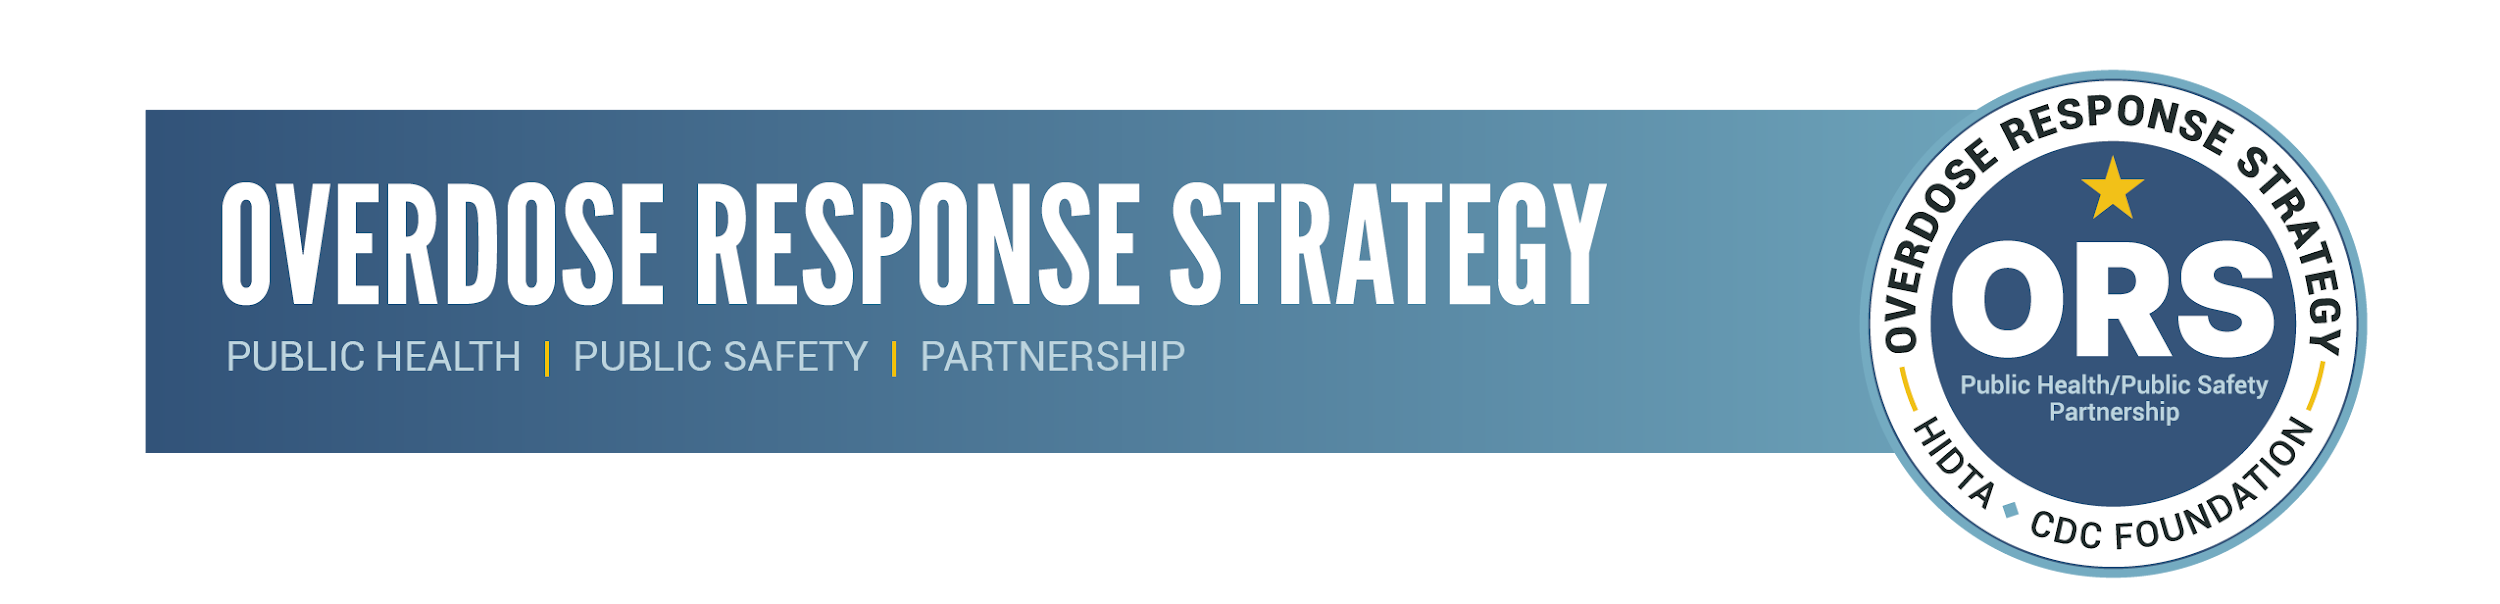 OVERDOSE RESPONSE STRATEGY
PUBLIC HEALTH | PUBLIC SAFETY | PARTNERSHIP
OVERDOSE RESPONSE STRATEGY
ORS
Public Health/Public Safety
Partnership
HIDTA ▪ CDC FOUNDATION